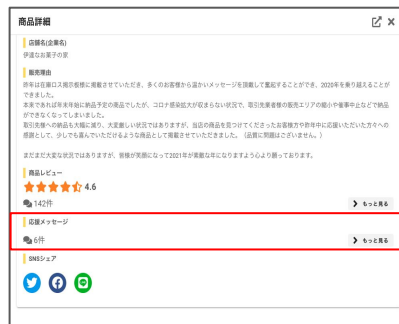 商品詳細
店舗名(企業名)
伊達なお菓子の家
販売理由
昨年は在庫ロス掲示板様に掲載させていただき、多くのお客様から温かいメッセージを頂戴して奮起することができ、2020年を乗り越えることが
できました。
本来であれば年末年始に納品予定の商品でしたが、コロナ感染拡大が収まらない状況で、取引先業者様の販売エリアの縮小や催事中止などで納品
ができなくなってしまいました。
取引先様への納品も大幅に減り、大変厳しい状況ではありますが、当店の商品を見つけてくださったお客様方や昨年中に応援いただいた方々への
感謝として、少しでも喜んでいただけるような商品として掲載させていただきました。（品質に問題はございません。）
まだまだ大変な状況ではありますが、皆様が笑顔になって2021年が素敵な年になりますよう心より願っております。
商品レビュー
4.6
142件
もっと見る
応援メッセージ
6件
もっと見る
SNSシェア